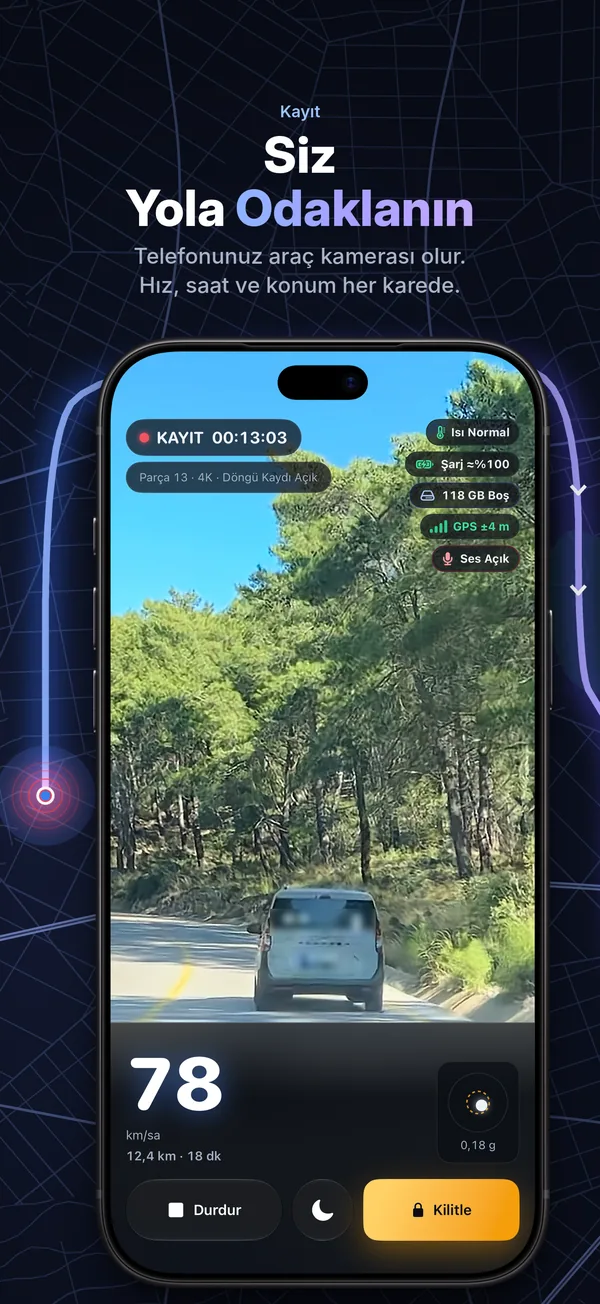 Kayıt
Siz
Yola Odaklanın
Telefonunuz araç kamerası olur.
Hız, saat ve konum her karede.
KAYIT 00:13:03
Isı Normal
Parça 13 · 4K · Döngü Kaydı Açık
Şarj ≈%100
118 GB Boş
GPS ±4 m
Ses Açık
78
km/sa
12,4 km · 18 dk
0,18 g
Durdur
Kilitle